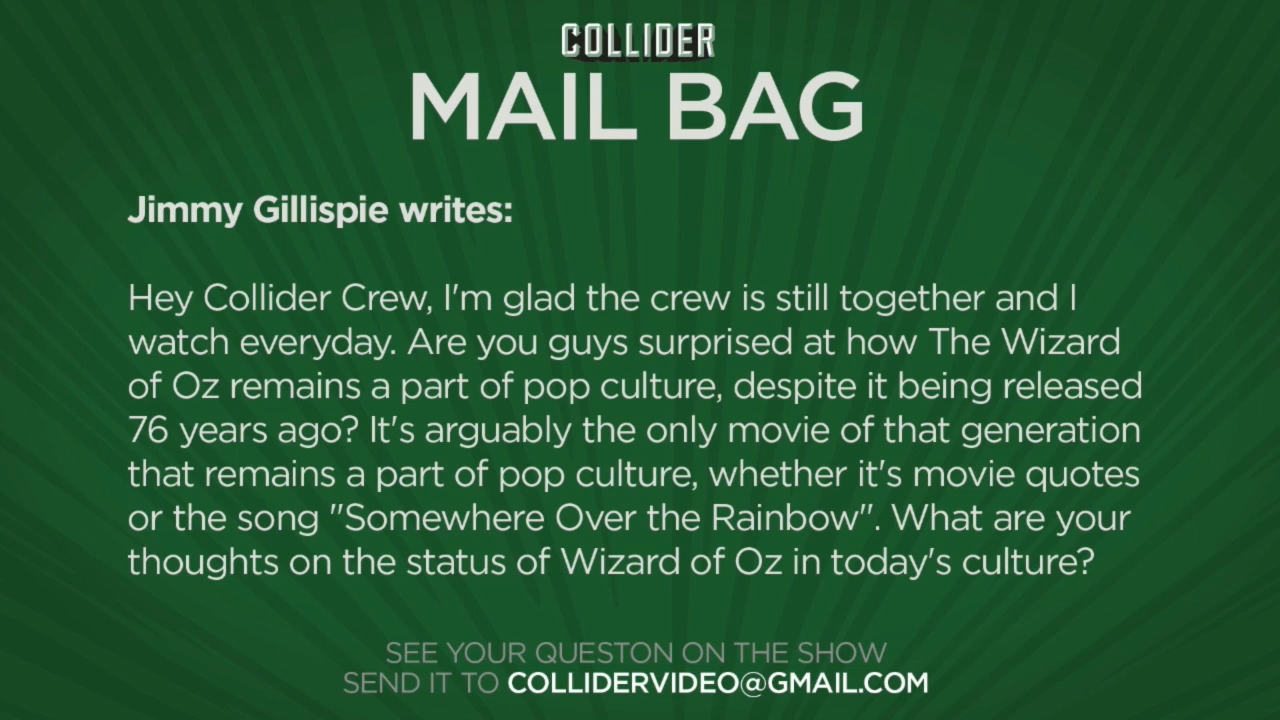 COLLIDER
MAIL BAG
Jimmy Gillispie writes:
Hey Collider Crew, I'm glad the crew is still together and I
watch everyday. Are you guys surprised at how The Wizard
of Oz remains a part of pop culture, despite it being released
76 years ago? It's arguably the only movie of that generation
that remains a part of pop culture, whether it's movie quotes
or the song "Somewhere Over the Rainbow". What are your
thoughts on the status of Wizard of Oz in today's culture?
SEE YOUR QUESTON ON THE SHOW
SEND IT TO COLLIDERVIDEO@GMAIL.COM